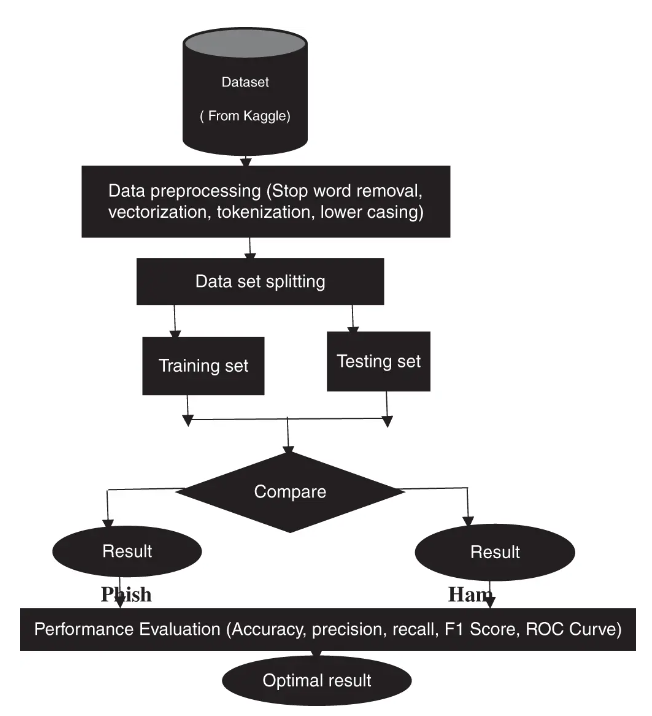 Dataset
( From Kaggle)
Data preprocessing (Stop word removal,
vectorization, tokenization, lower casing)
Data set splitting
Training set
Testing set
Compare
Result
Result
Phish
Ham
Performance Evaluation (Accuracy, precision, recall, F1 Score, ROC Curve)
Optimal result